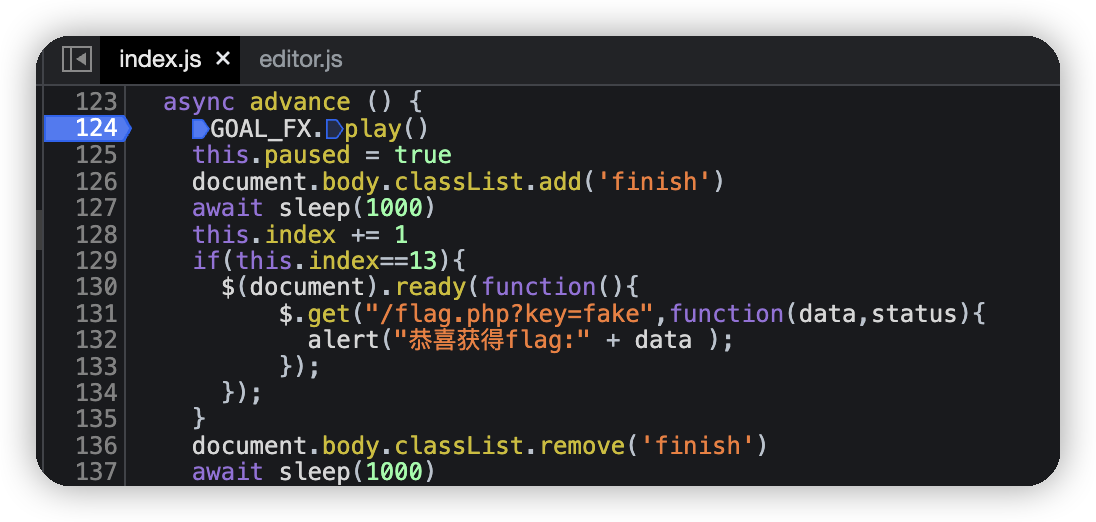 index.js × editor.js
123 async advance () {
124 GOAL_FX.play()
125 this.paused = true
126 document.body.classList.add('finish')
127 await sleep(1000)
128 this.index += 1
129 if(this.index==13){
130 $(document).ready(function(){
131 $.get("/flag.php?key=fake",function(data,status){
132 alert("恭喜获得flag:" + data );
133 });
134 });
135 }
136 document.body.classList.remove('finish')
137 await sleep(1000)